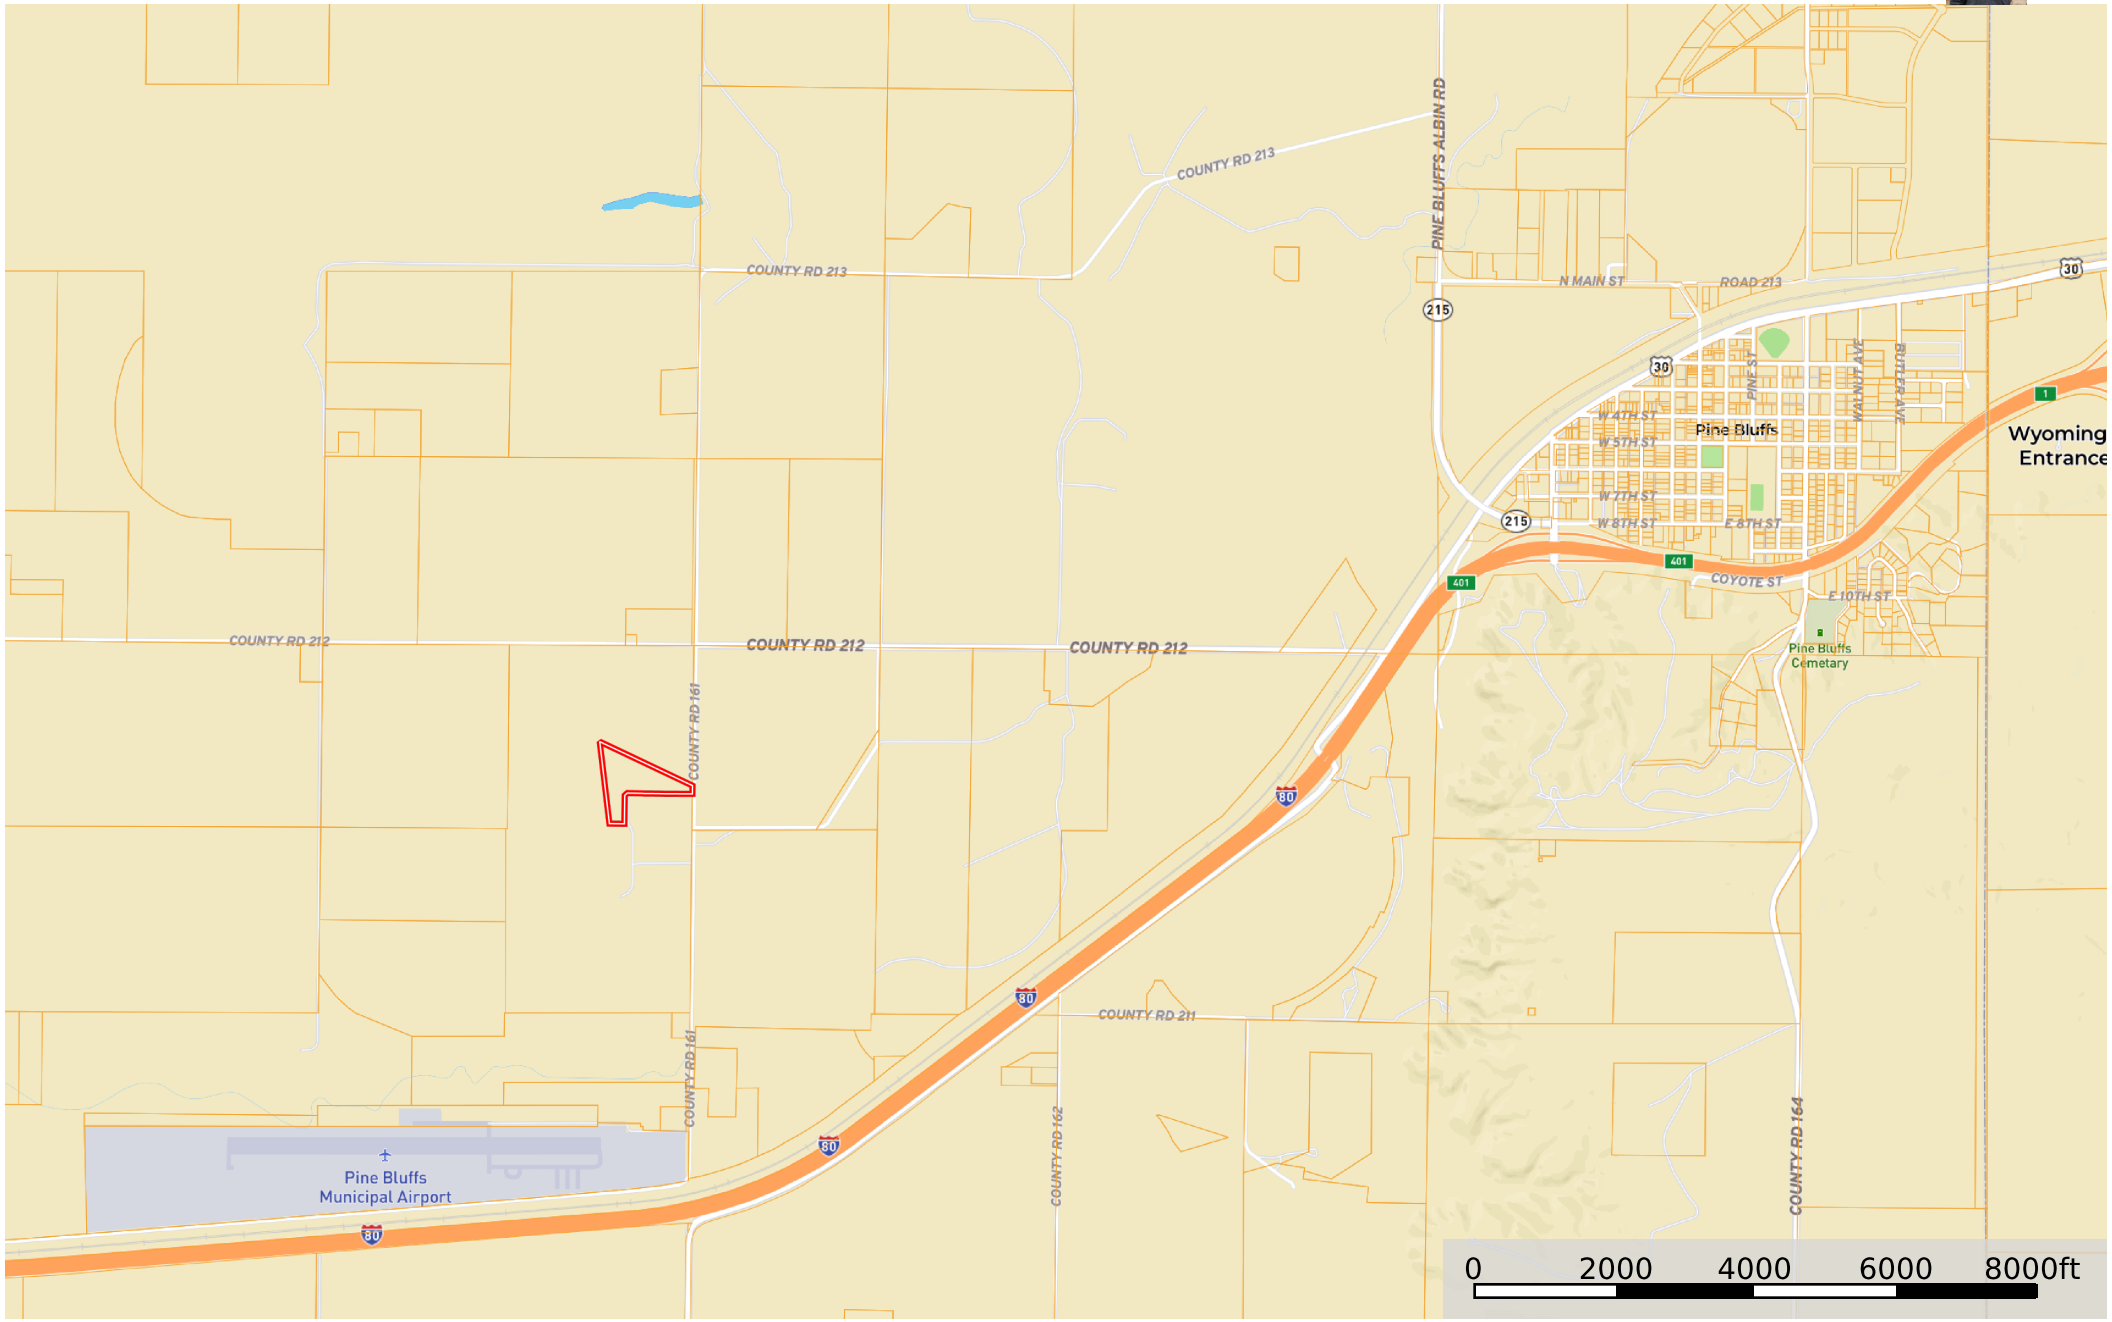 PINE BLUFFS ALBIN RD
COUNTY RD 213
30
COUNTY RD 213
N MAIN ST
ROAD 213
215
30
PINE ST
WALNUT AVE
BUTLER AVE
1
W 4TH ST
Pine Bluffs
W 5TH ST
Wyoming
Entrance
W 7TH ST
215
W 8TH ST
E 8TH ST
401
401
COYOTE ST
E 10TH ST
COUNTY RD 212
COUNTY RD 212
COUNTY RD 212
Pine Bluffs
Cemetary
COUNTY RD 161
80
80
COUNTY RD 211
COUNTY RD 161
COUNTY RD 162
COUNTY RD 164
80
Pine Bluffs
Municipal Airport
80
0 2000 4000 6000 8000ft